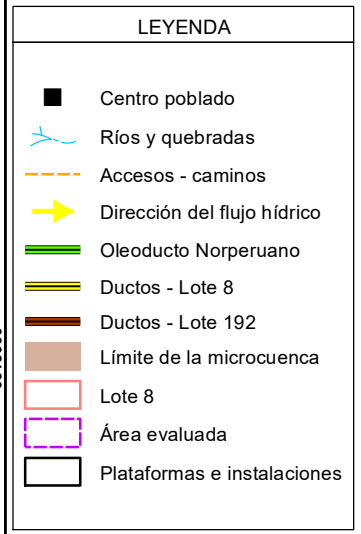 LEYENDA
Centro poblado
Ríos y quebradas
Accesos - caminos
Dirección del flujo hídrico
Oleoducto Norperuano
Ductos - Lote 8
Ductos - Lote 192
Límite de la microcuenca
Lote 8
Área evaluada
Plataformas e instalaciones